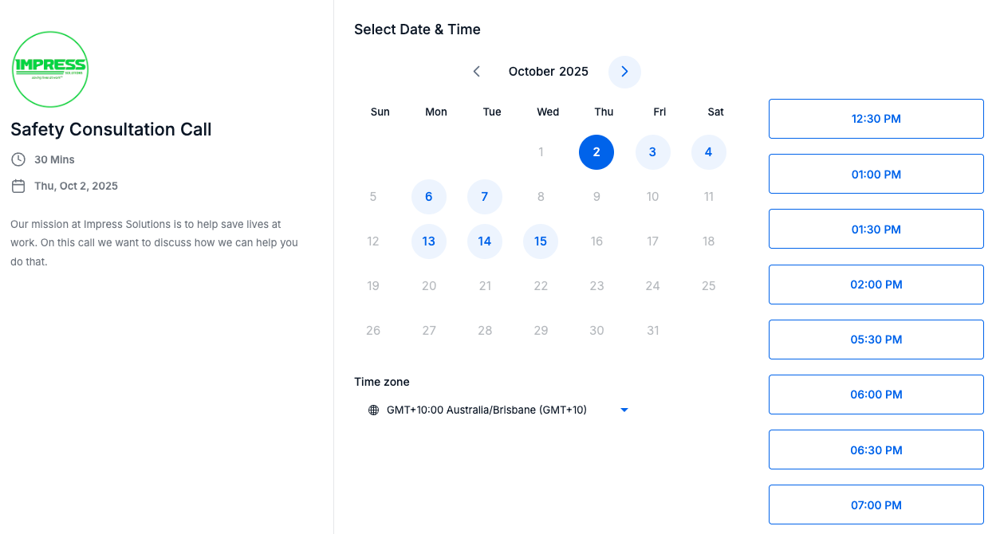 IMPRESS
Safety Consultation Call
30 Mins
Thu, Oct 2, 2025
Our mission at Impress Solutions is to help save lives at
work. On this call we want to discuss how we can help you
do that.
Select Date & Time
October 2025
Sun Mon Tue Wed Thu Fri Sat
1 2 3 4
5 6 7 8 9 10 11
12 13 14 15 16 17 18
19 20 21 22 23 24 25
26 27 28 29 30 31
Time zone
GMT+10:00 Australia/Brisbane (GMT+10)
12:30 PM
01:00 PM
01:30 PM
02:00 PM
05:30 PM
06:00 PM
06:30 PM
07:00 PM